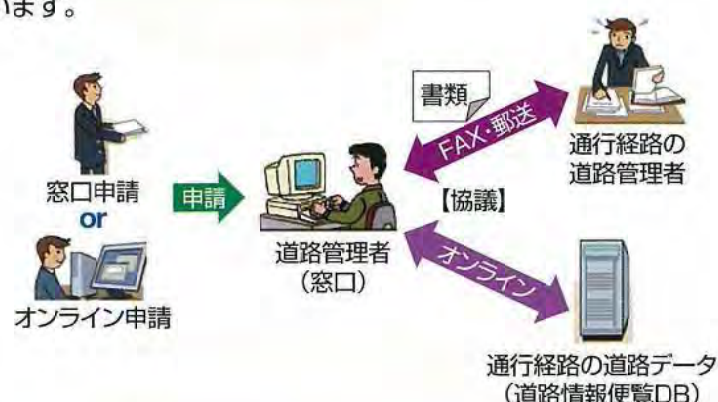 います。
書類
FAX・郵送
通行経路の
道路管理者
窓口申請
or
オンライン申請
申請
道路管理者
（窓口）
【協議】
オンライン
通行経路の道路データ
（道路情報便覧DB）